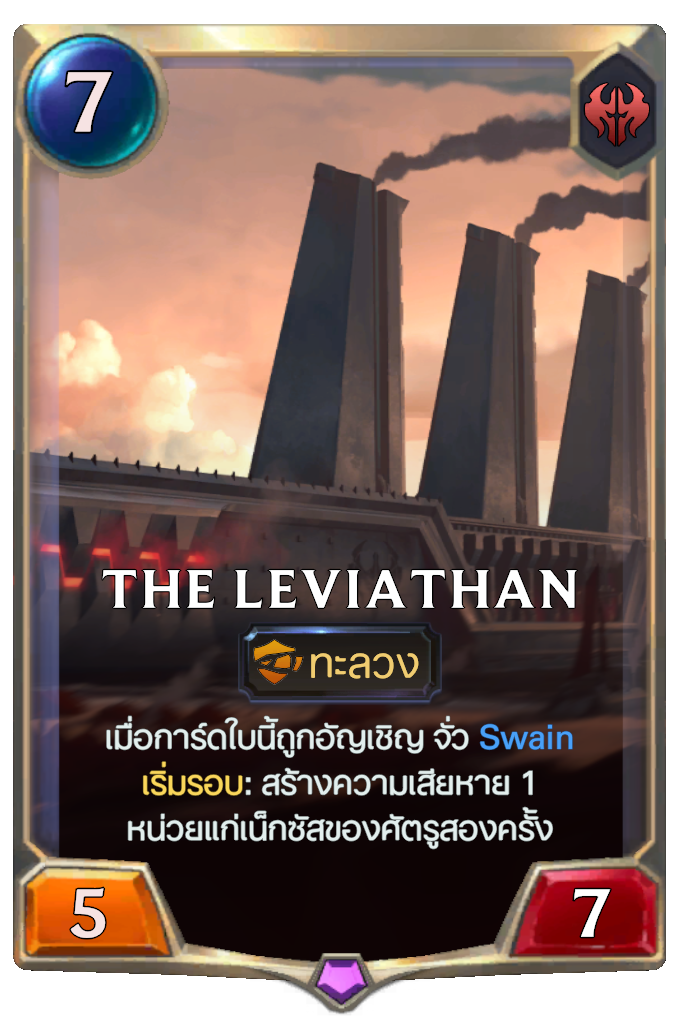 7
THE LEVIATHAN
ทะลวง
เมื่อการ์ดใบนี้ถูกอัญเชิญ จั่ว Swain
เริ่มรอบ: สร้างความเสียหาย 1
หน่วยแก่เน็กซัสของศัตรูสองครั้ง
5
7